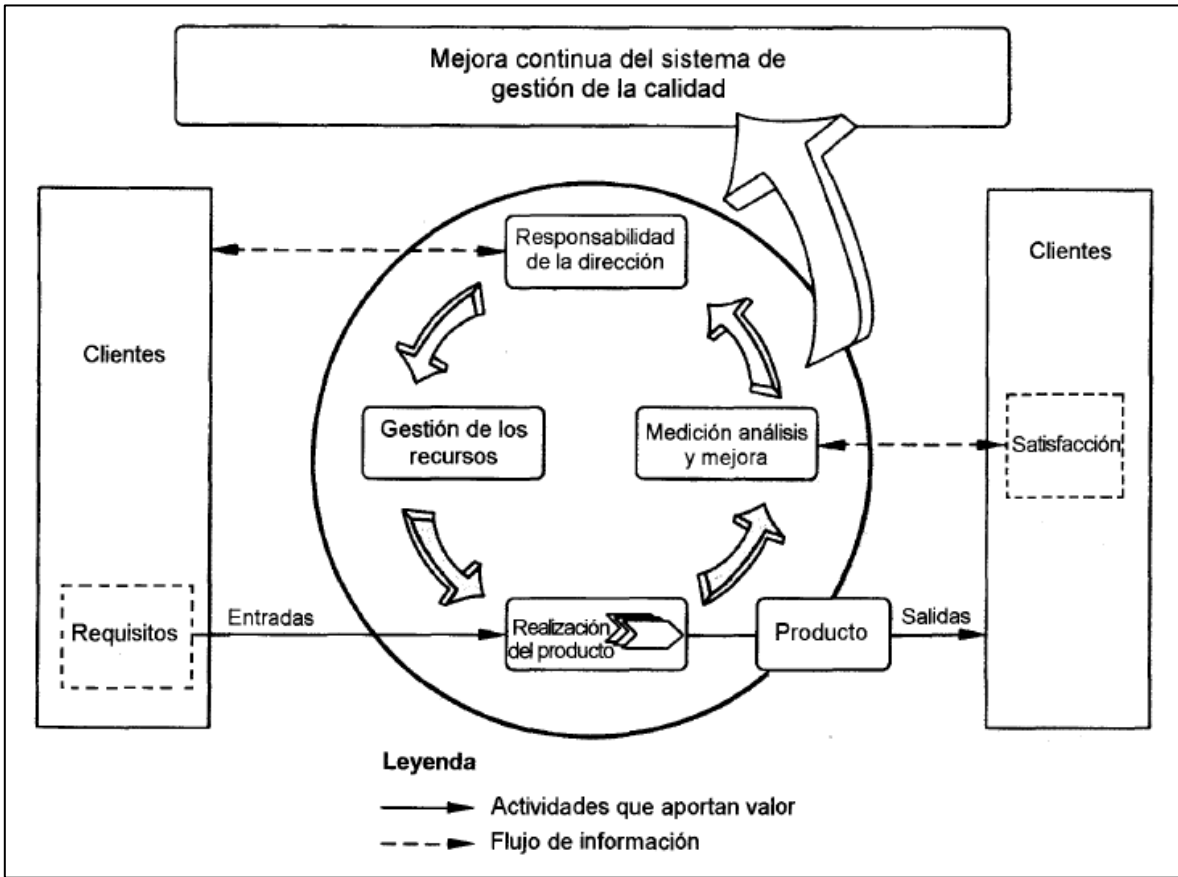 Mejora continua del sistema de
gestión de la calidad
Responsabilidad
de la dirección
Clientes
Clientes
Gestión de los
recursos
Medición análisis
y mejora
Satisfacción
Requisitos
Entradas
Realización
del producto
Producto
Salidas
Leyenda
Actividades que aportan valor
Flujo de información